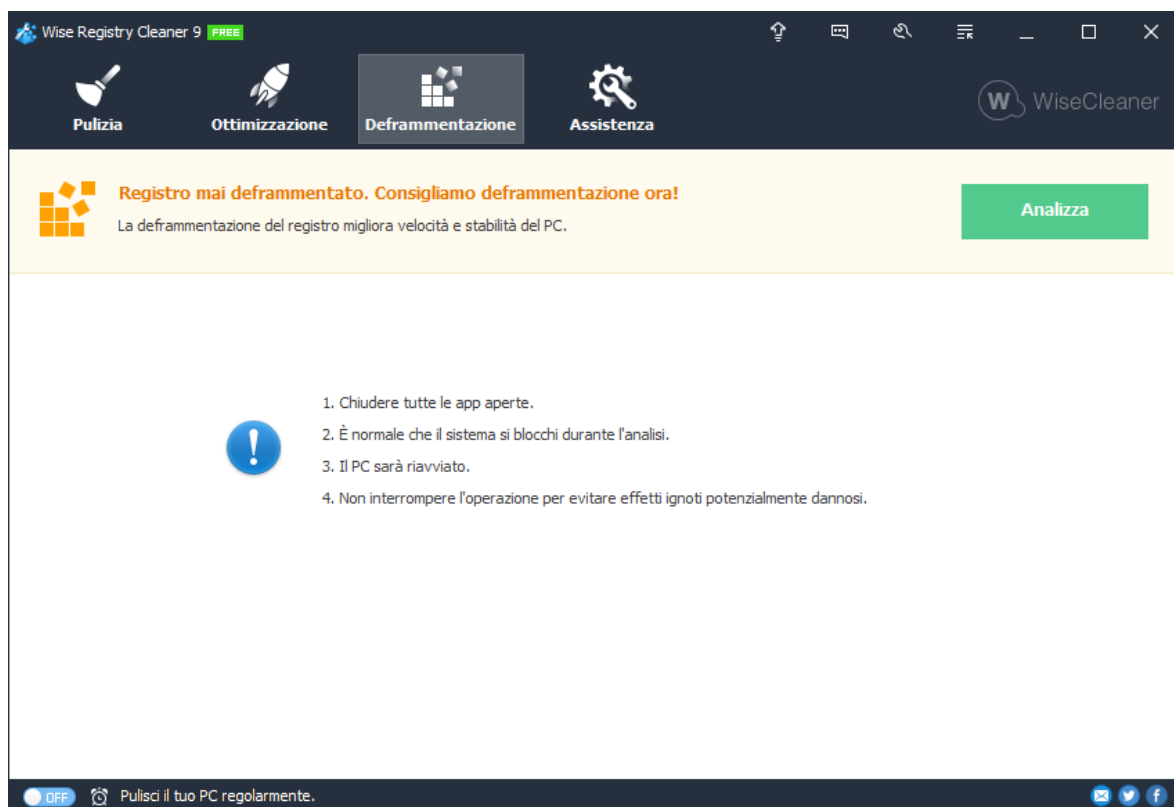 Wise Registry Cleaner 9 FREE
Pulizia
Ottimizzazione
Deframmentazione
Assistenza
W WiseCleaner
Registro mai deframmentato. Consigliamo deframmentazione ora!
La deframmentazione del registro migliora velocità e stabilità del PC.
Analizza
1. Chiudere tutte le app aperte.
2. È normale che il sistema si blocchi durante l'analisi.
3. Il PC sarà riavviato.
4. Non interrompere l'operazione per evitare effetti ignoti potenzialmente dannosi.
OFF Pulisci il tuo PC regolarmente.